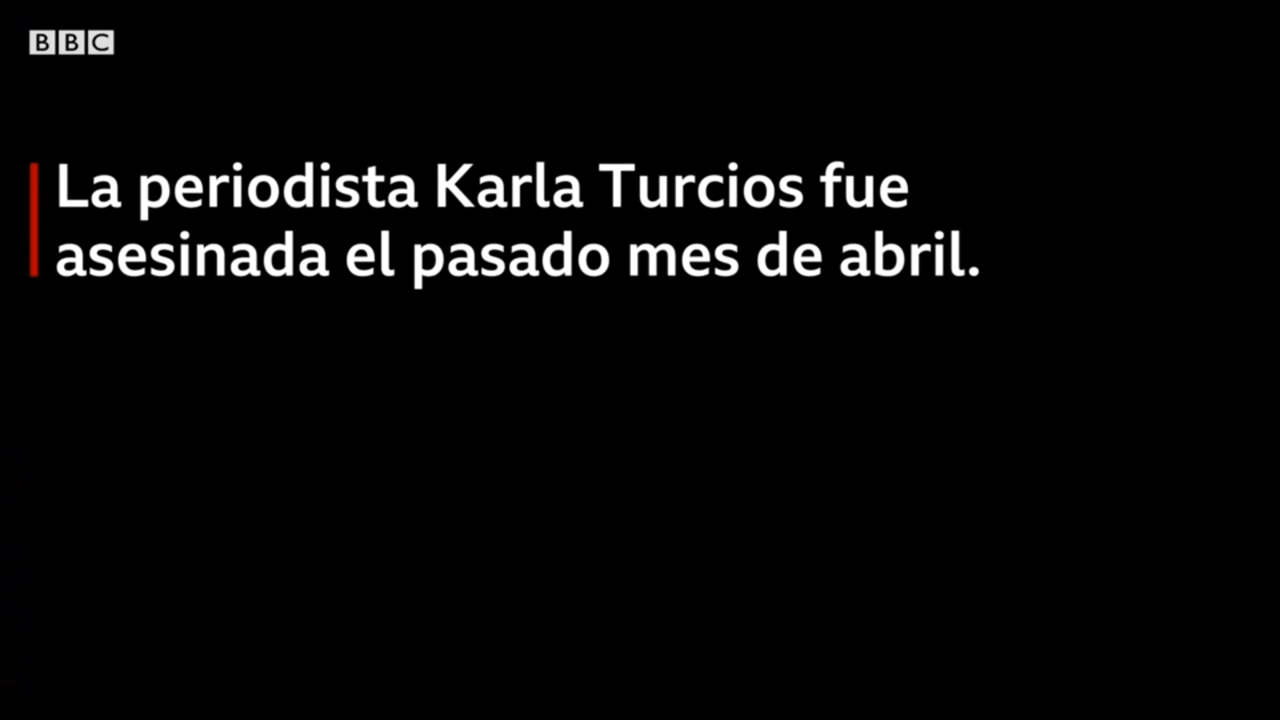 BBC
La periodista Karla Turcios fue
asesinada el pasado mes de abril.